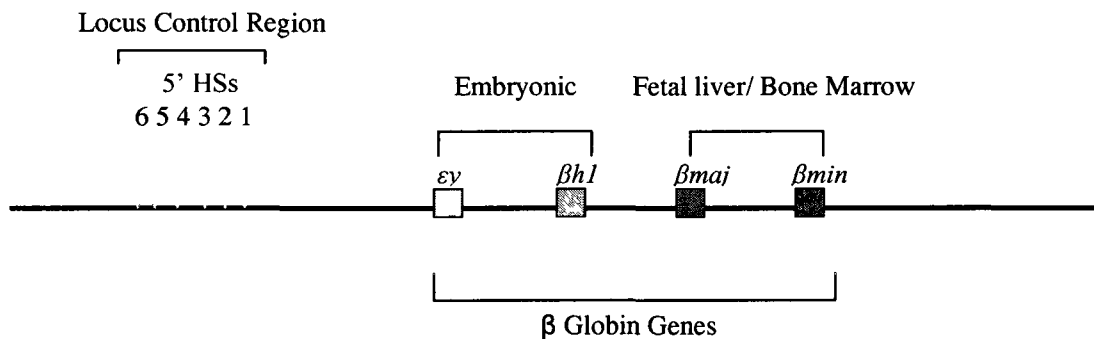 Locus Control Region
5' HSs
6 5 4 3 2 1
Embryonic
Fetal liver/ Bone Marrow
εy
βh1
βmaj
βmin
β Globin Genes